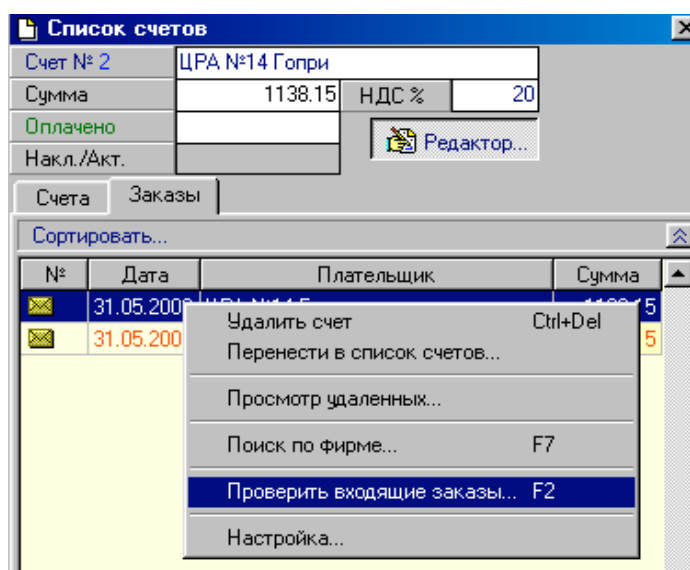 Список счетов
Счет № 2 ЦРА №14 Гопри
Сумма 1138.15 НДС % 20
Оплачено
Редактор...
Накл./Акт.
Счета Заказы
Сортировать...
№ Дата Плательщик Сумма
31.05.200
Удалить счет Ctrl+Del
31.05.200
Перенести в список счетов...
Просмотр удаленных...
Поиск по фирме... F7
Проверить входящие заказы... F2
Настройка...